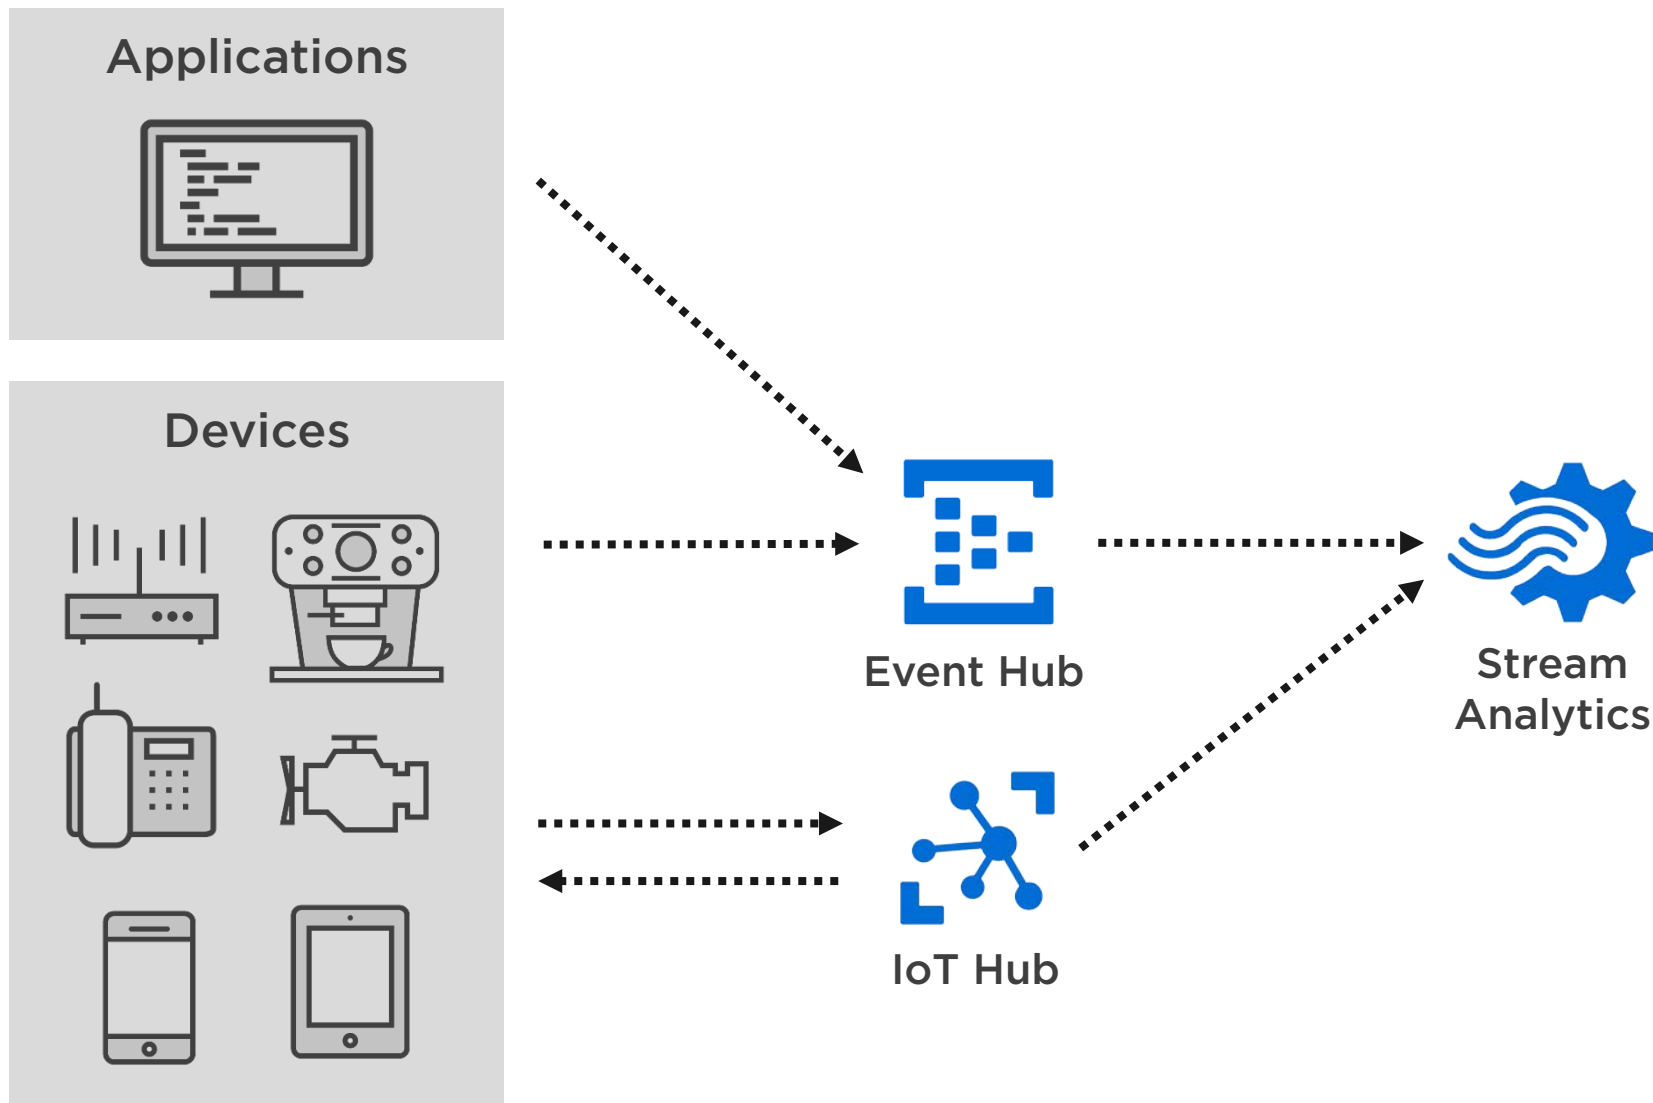 Applications
Devices
Event Hub
Stream
Analytics
IoT Hub